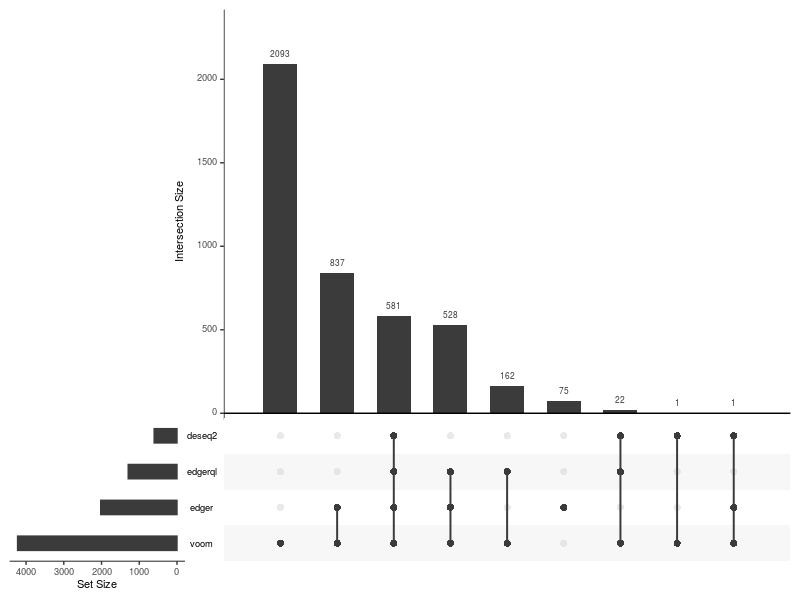 2093
2000
1500
Intersection Size
1000
837
581
528
500
162
75
22
1
1
0
deseq2
edgerql
edger
voom
4000 3000 2000 1000 0
Set Size